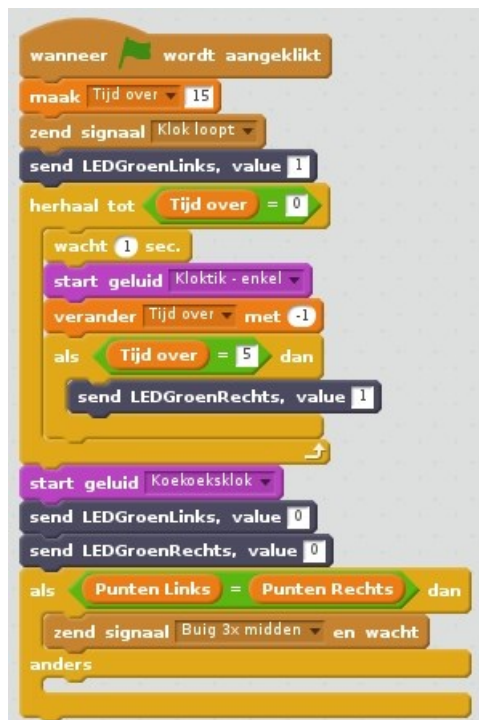 wanneer wordt aangeklikt
maak Tijd over 15
zend signaal Klok loopt
send LEDGroenLinks, value 1
herhaal tot Tijd over = 0
wacht 1 sec.
start geluid Kloktik - enkel
verander Tijd over met -1
als Tijd over = 5 dan
send LEDGroenRechts, value 1
start geluid Koekoeksklok
send LEDGroenLinks, value 0
send LEDGroenRechts, value 0
als Punten Links = Punten Rechts dan
zend signaal Buig 3x midden en wacht
anders